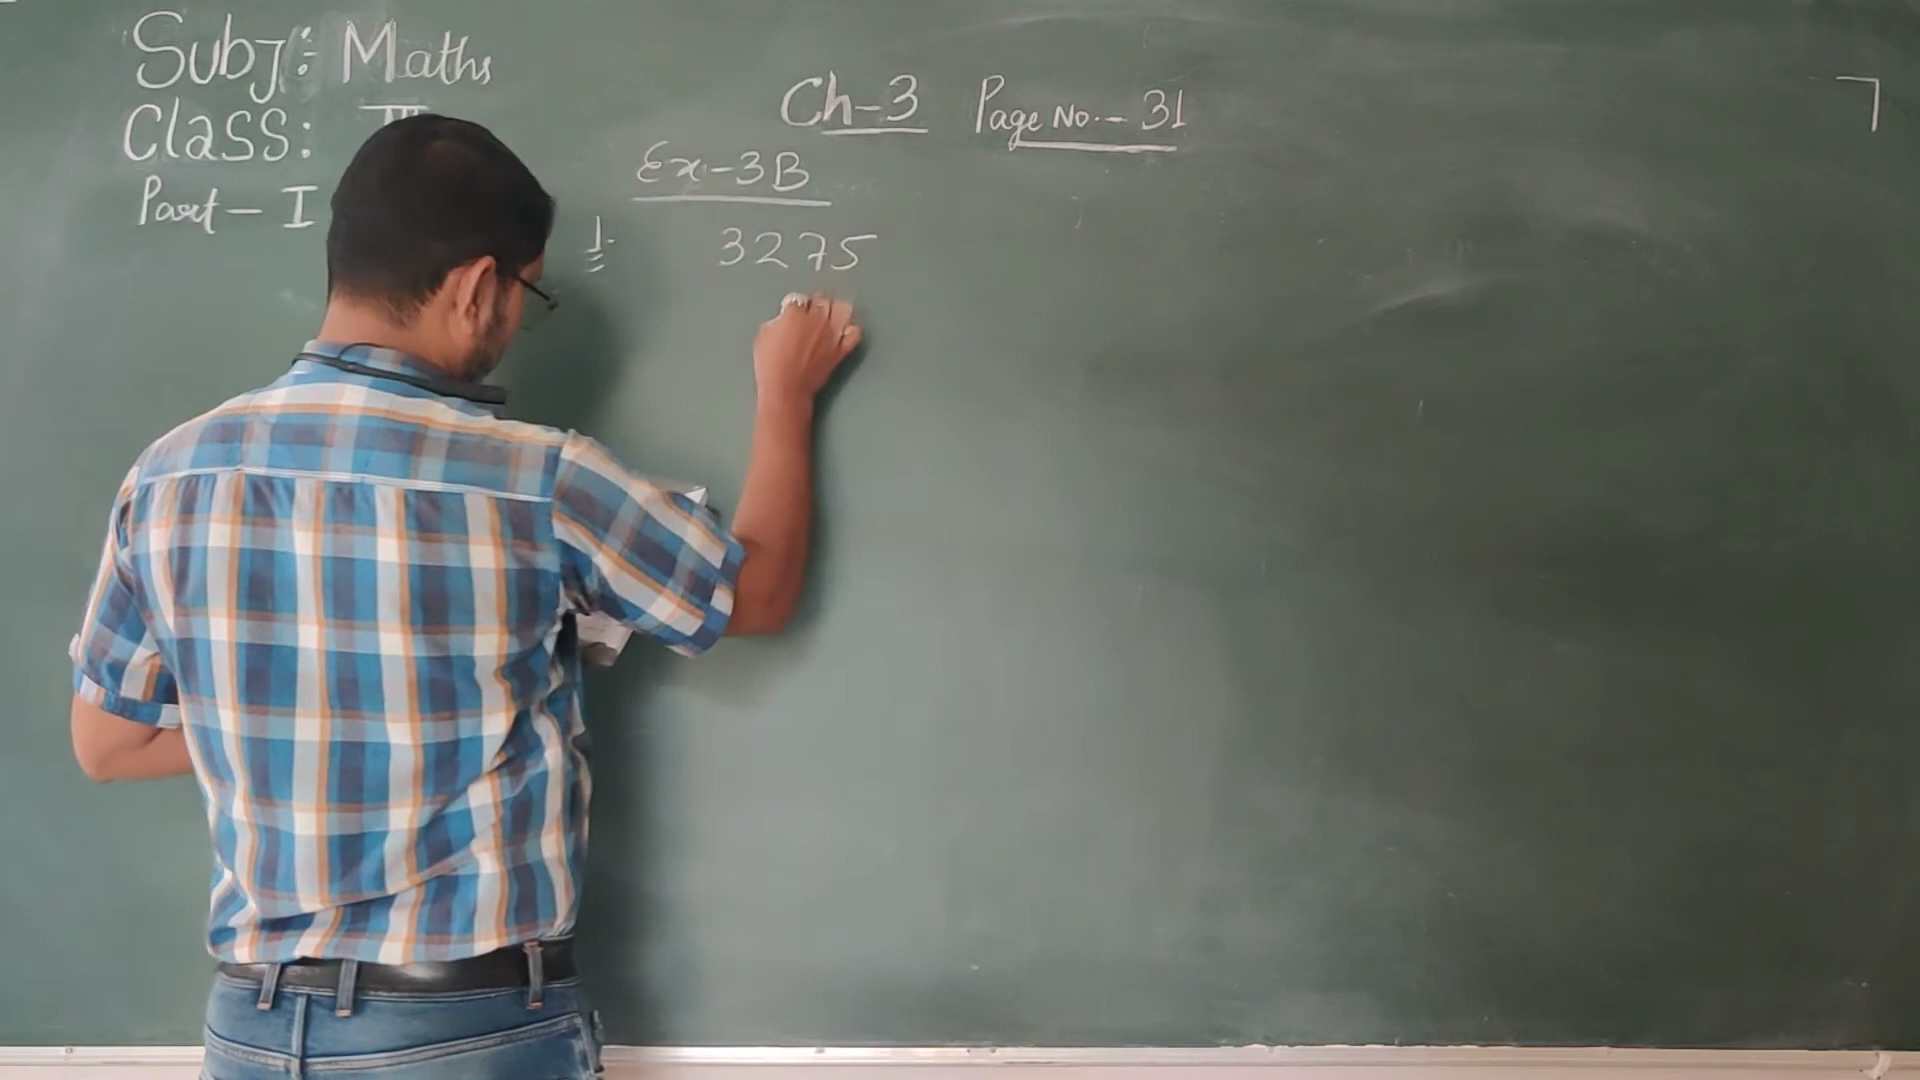 Subj: Maths
Class:
Part-I
Ch-3 Page No.- 31
Ex-3B
1. 3275